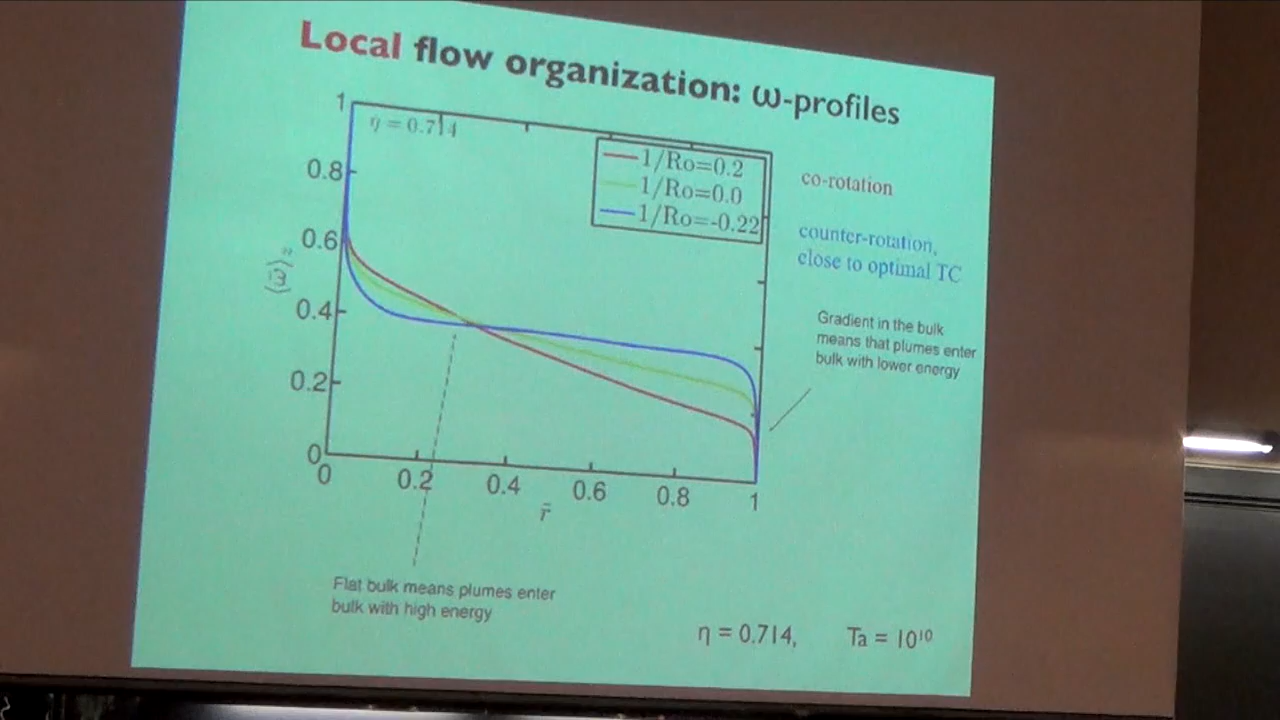 Local flow organization: ω-profiles
1
η = 0.714
0.8
0.6
0.4
0.2
0
⟨ω̄⟩z
1/Ro=0.2
1/Ro=0.0
1/Ro=-0.22
co-rotation
counter-rotation,
close to optimal TC
Gradient in the bulk
means that plumes enter
bulk with lower energy
0 0.2 0.4 0.6 0.8 1
r̃
Flat bulk means plumes enter
bulk with high energy
η = 0.714, Ta = 10¹⁰